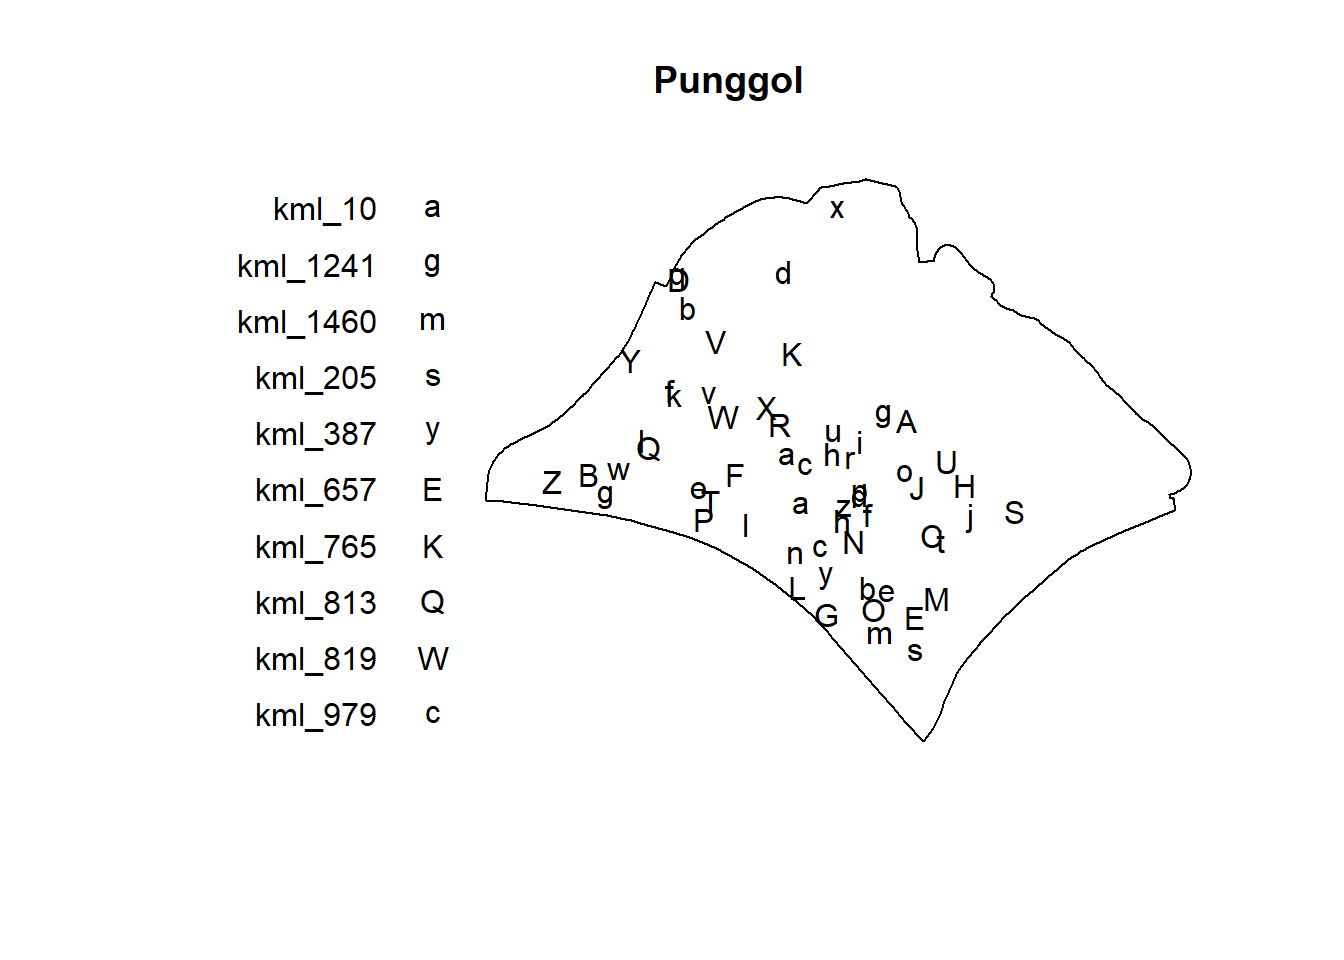 Punggol
kml_10 a
kml_1241 g
kml_1460 m
kml_205 s
kml_387 y
kml_657 E
kml_765 K
kml_813 Q
kml_819 W
kml_979 c
x
d
g D
b
V
K
Y
f k v
W X
R
g A
u
i
Q
a c h r
U
Z B w g
F
o J H
e T
P I
a
z
f
j S
h
N
t
n c
y
L
b e
G O
E M
m
s